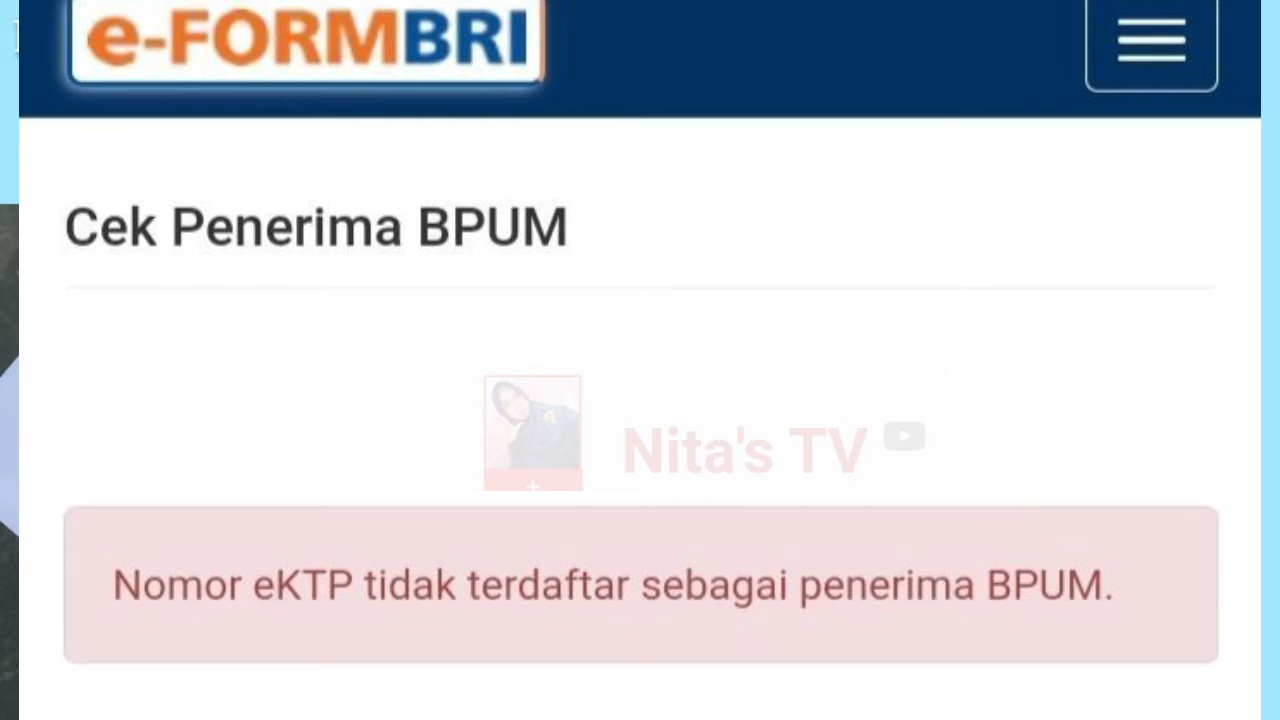 e-FORMBRI
Cek Penerima BPUM
Nita's TV
Nomor eKTP tidak terdaftar sebagai penerima BPUM.